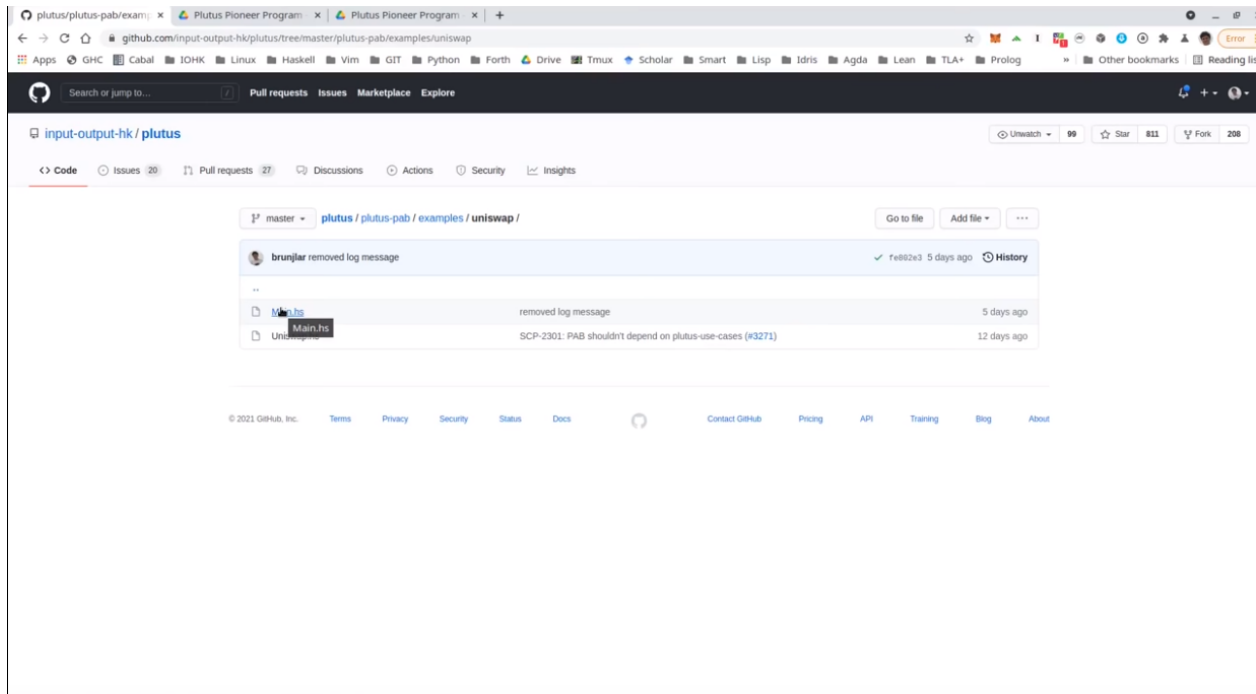 plutus/plutus-pab/exam Plutus Pioneer Program Plutus Pioneer Program
github.com/input-output-hk/plutus/tree/master/plutus-pab/examples/uniswap Error
Apps GHC Cabal IOHK Linux Haskell Vim GIT Python Forth Drive Tmux Scholar Smart Lisp Idris Agda Lean TLA+ Prolog » Other bookmarks Reading lis
Search or jump to... / Pull requests Issues Marketplace Explore
input-output-hk / plutus Unwatch 99 Star 811 Fork 208
<> Code Issues 20 Pull requests 27 Discussions Actions Security Insights
master plutus / plutus-pab / examples / uniswap / Go to file Add file ...
brunjlar removed log message fe802e3 5 days ago History
..
Main.hs removed log message 5 days ago
Main.hs
SCP-2301: PAB shouldn't depend on plutus-use-cases (#3271) 12 days ago
© 2021 GitHub, Inc. Terms Privacy Security Status Docs Contact GitHub Pricing API Training Blog About